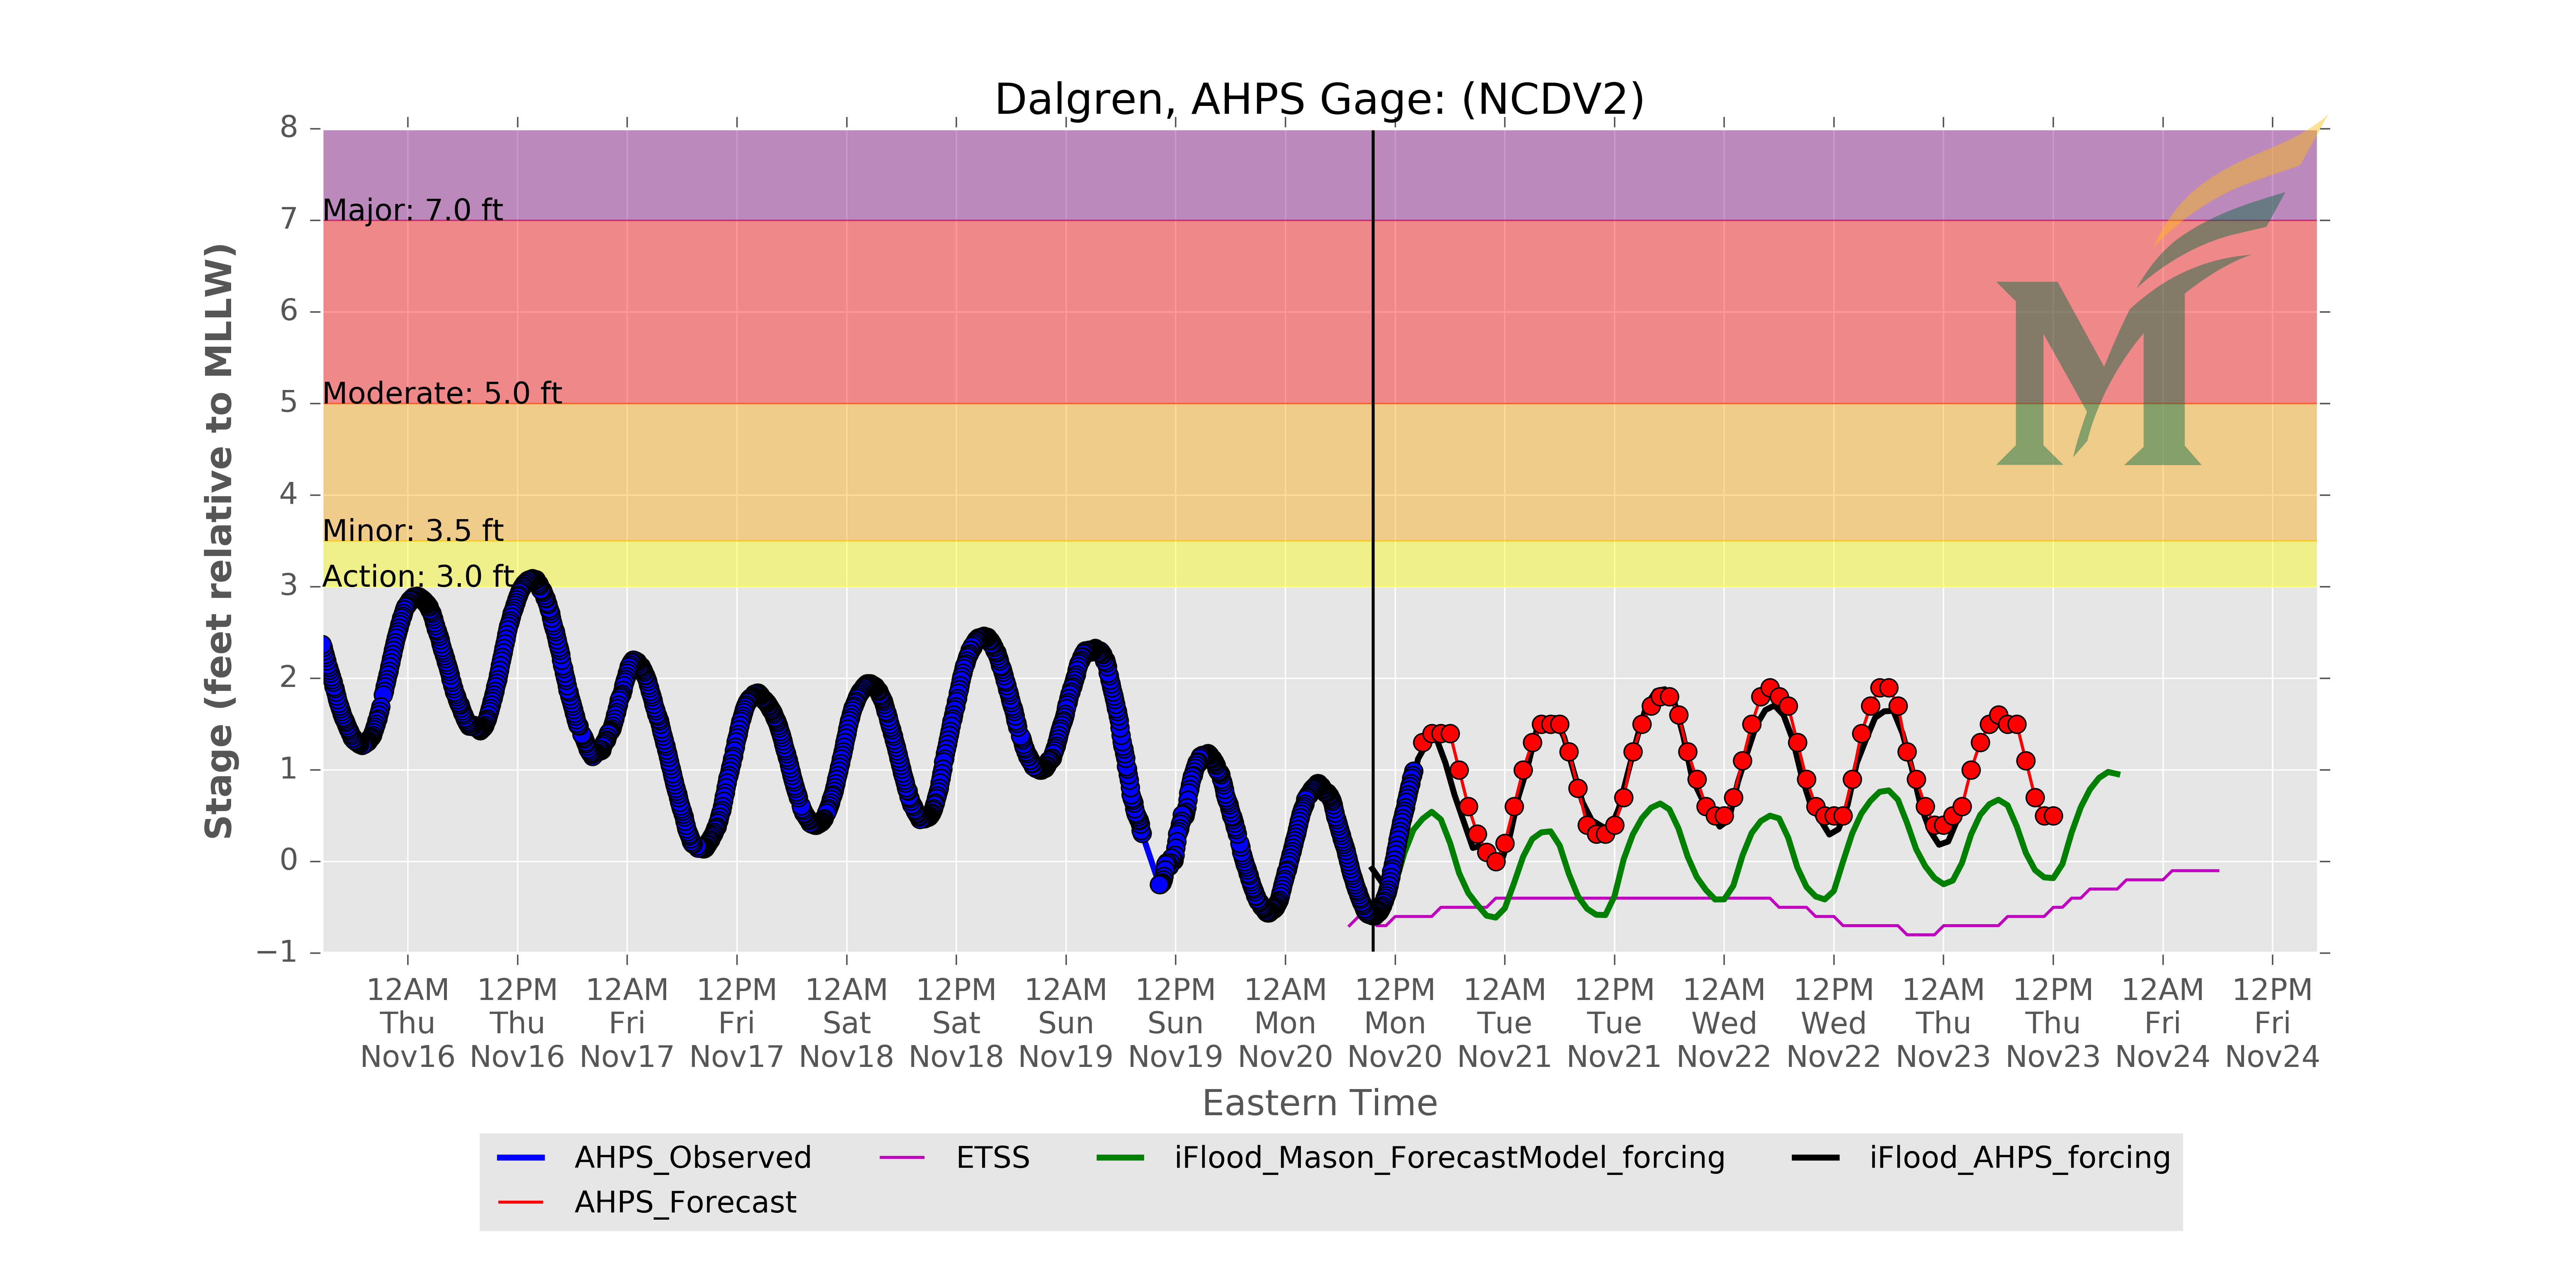 Dalgren, AHPS Gage: (NCDV2)
8
7
6
5
4
3
2
1
0
−1
Stage (feet relative to MLLW)
Major: 7.0 ft
Moderate: 5.0 ft
Minor: 3.5 ft
Action: 3.0 ft
M
12AM 12PM 12AM 12PM 12AM 12PM 12AM 12PM 12AM 12PM 12AM 12PM 12AM 12PM 12AM 12PM 12AM 12PM
Thu Thu Fri Fri Sat Sat Sun Sun Mon Mon Tue Tue Wed Wed Thu Thu Fri Fri
Nov16 Nov16 Nov17 Nov17 Nov18 Nov18 Nov19 Nov19 Nov20 Nov20 Nov21 Nov21 Nov22 Nov22 Nov23 Nov23 Nov24 Nov24
Eastern Time
AHPS_Observed ETSS iFlood_Mason_ForecastModel_forcing iFlood_AHPS_forcing
AHPS_Forecast